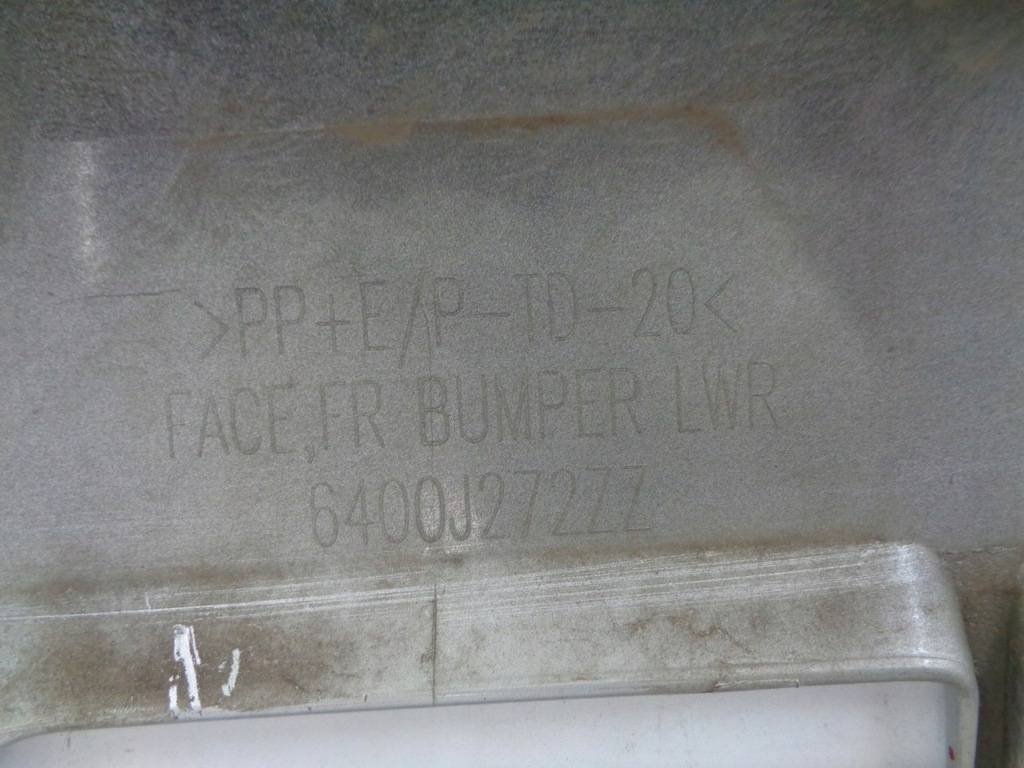 >PP+E/P-TD-20<
FACE,FR BUMPER LWR
6400J272ZZ